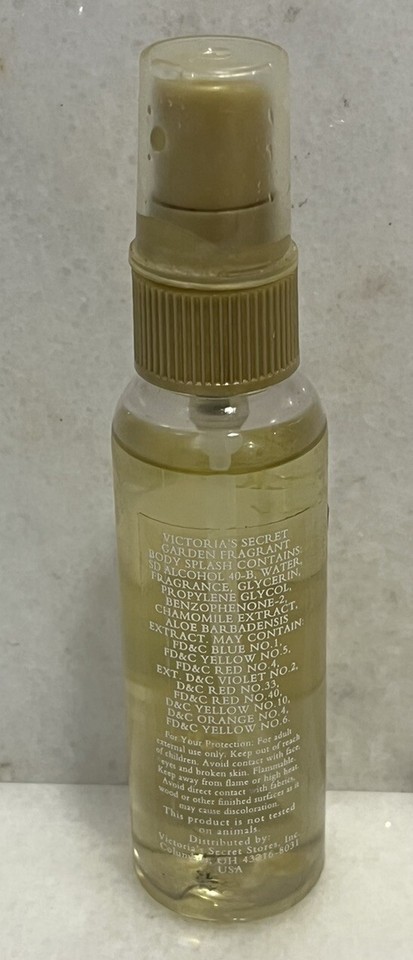 VICTORIA'S SECRET
GARDEN FRAGRANT
BODY SPLASH CONTAINS:
SD ALCOHOL 40-B, WATER,
FRAGRANCE, GLYCERIN,
PROPYLENE GLYCOL,
BENZOPHENONE-2,
CHAMOMILE EXTRACT,
ALOE BARBADENSIS
EXTRACT. MAY CONTAIN:
FD&C BLUE NO.1,
FD&C YELLOW NO.5,
FD&C RED NO.4,
EXT. D&C VIOLET NO.2,
D&C RED NO.33,
FD&C RED NO.40,
D&C YELLOW NO.10,
D&C ORANGE NO.4,
FD&C YELLOW NO.6.
For Your Protection: For adult
external use only. Keep out of reach
of children. Avoid contact with face,
eyes and broken skin. Flammable.
Keep away from flame or high heat.
Avoid direct contact with fabrics,
wood or other finished surfaces as it
may cause discoloration.
This product is not tested
on animals.
Distributed by:
Victoria's Secret Stores, Inc.
Columbus, OH 43216-8031
USA